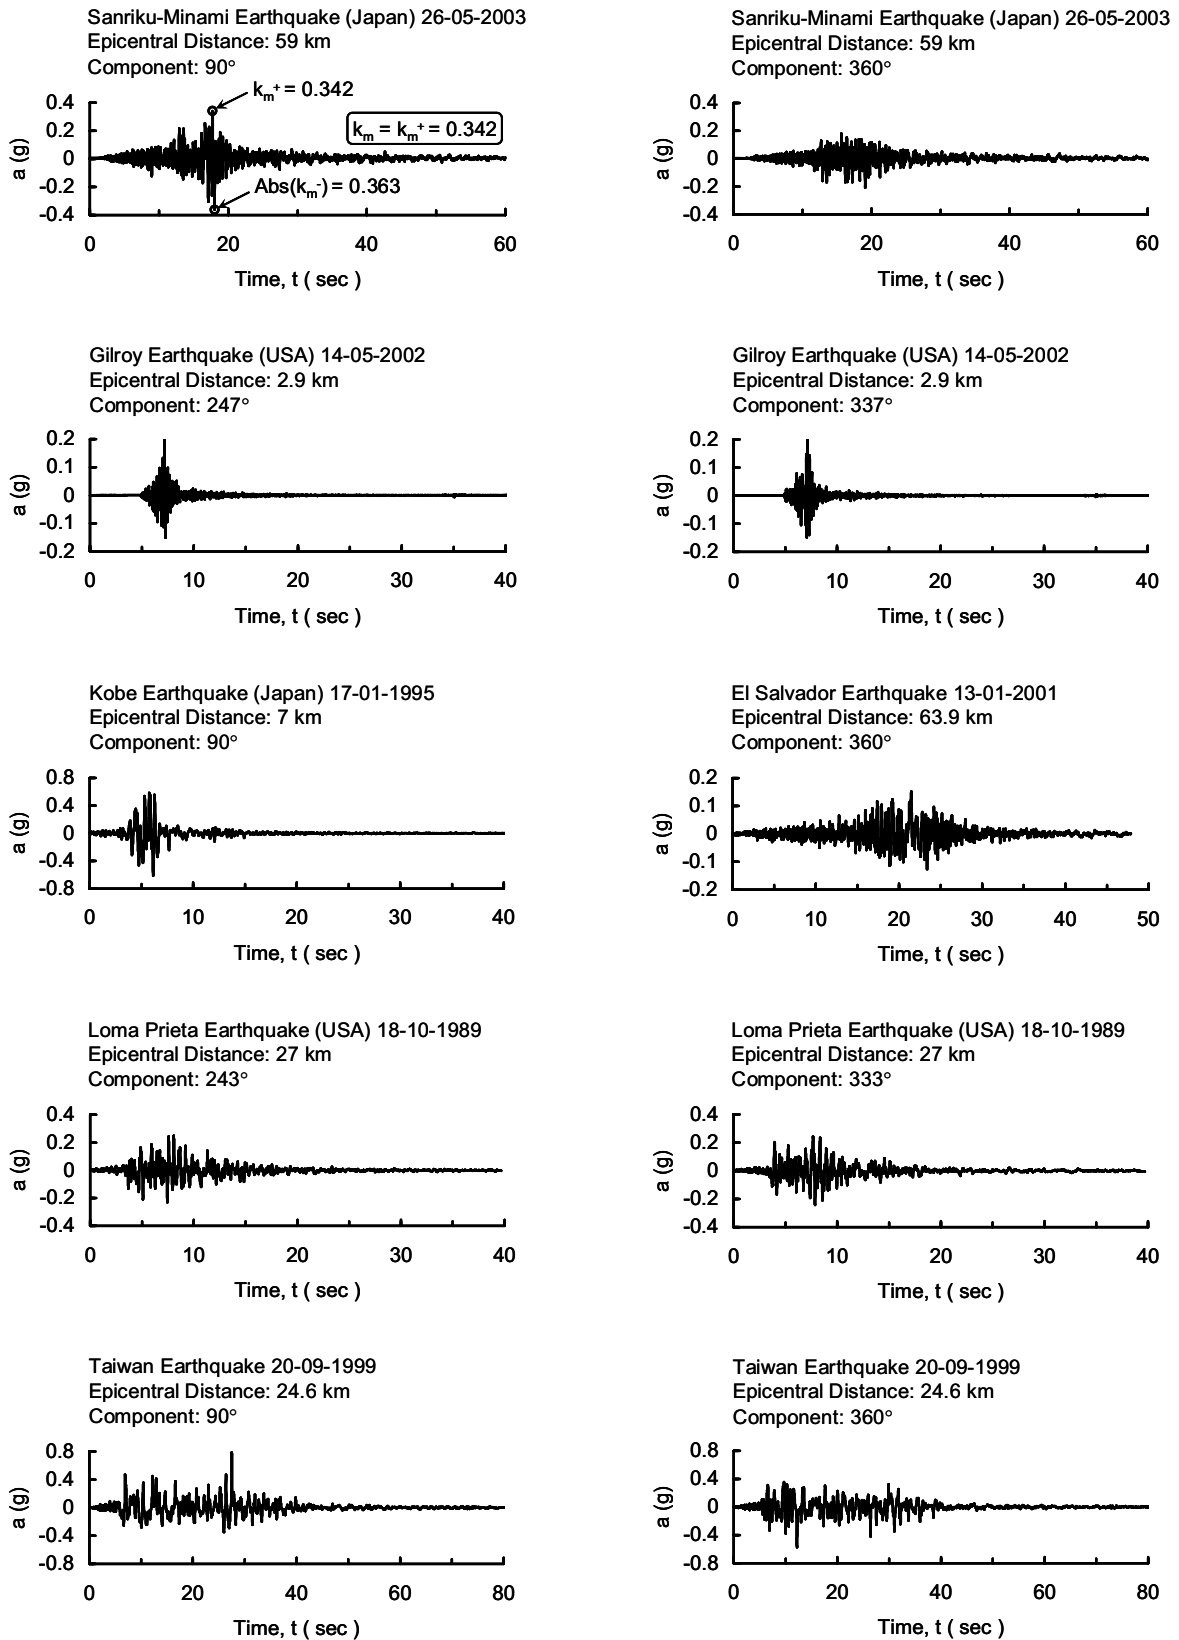 Sanriku-Minami Earthquake (Japan) 26-05-2003
Epicentral Distance: 59 km
Component: 90°
k_m⁺ = 0.342
k_m = k_m⁺ = 0.342
Abs(k_m⁻) = 0.363
a (g)
0.4
0.2
0
-0.2
-0.4
0 20 40 60
Time, t ( sec )
Sanriku-Minami Earthquake (Japan) 26-05-2003
Epicentral Distance: 59 km
Component: 360°
a (g)
0.4
0.2
0
-0.2
-0.4
0 20 40 60
Time, t ( sec )
Gilroy Earthquake (USA) 14-05-2002
Epicentral Distance: 2.9 km
Component: 247°
a (g)
0.2
0.1
0
-0.1
-0.2
0 10 20 30 40
Time, t ( sec )
Gilroy Earthquake (USA) 14-05-2002
Epicentral Distance: 2.9 km
Component: 337°
a (g)
0.2
0.1
0
-0.1
-0.2
0 10 20 30 40
Time, t ( sec )
Kobe Earthquake (Japan) 17-01-1995
Epicentral Distance: 7 km
Component: 90°
a (g)
0.8
0.4
0
-0.4
-0.8
0 10 20 30 40
Time, t ( sec )
El Salvador Earthquake 13-01-2001
Epicentral Distance: 63.9 km
Component: 360°
a (g)
0.2
0.1
0
-0.1
-0.2
0 10 20 30 40 50
Time, t ( sec )
Loma Prieta Earthquake (USA) 18-10-1989
Epicentral Distance: 27 km
Component: 243°
a (g)
0.4
0.2
0
-0.2
-0.4
0 10 20 30 40
Time, t ( sec )
Loma Prieta Earthquake (USA) 18-10-1989
Epicentral Distance: 27 km
Component: 333°
a (g)
0.4
0.2
0
-0.2
-0.4
0 10 20 30 40
Time, t ( sec )
Taiwan Earthquake 20-09-1999
Epicentral Distance: 24.6 km
Component: 90°
a (g)
0.8
0.4
0
-0.4
-0.8
0 20 40 60 80
Time, t ( sec )
Taiwan Earthquake 20-09-1999
Epicentral Distance: 24.6 km
Component: 360°
a (g)
0.8
0.4
0
-0.4
-0.8
0 20 40 60 80
Time, t ( sec )